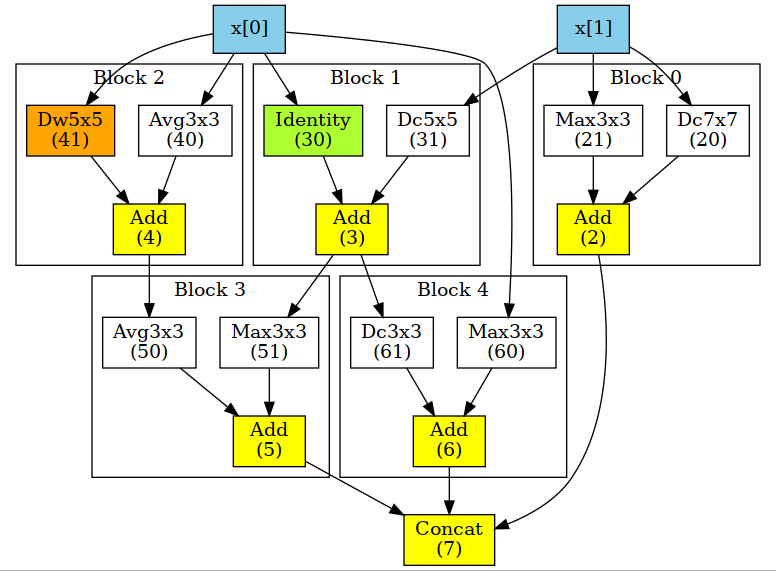 x[0]
x[1]
Block 2
Block 1
Block 0
Dw5x5
(41)
Avg3x3
(40)
Identity
(30)
Dc5x5
(31)
Max3x3
(21)
Dc7x7
(20)
Add
(4)
Add
(3)
Add
(2)
Block 3
Block 4
Avg3x3
(50)
Max3x3
(51)
Dc3x3
(61)
Max3x3
(60)
Add
(5)
Add
(6)
Concat
(7)